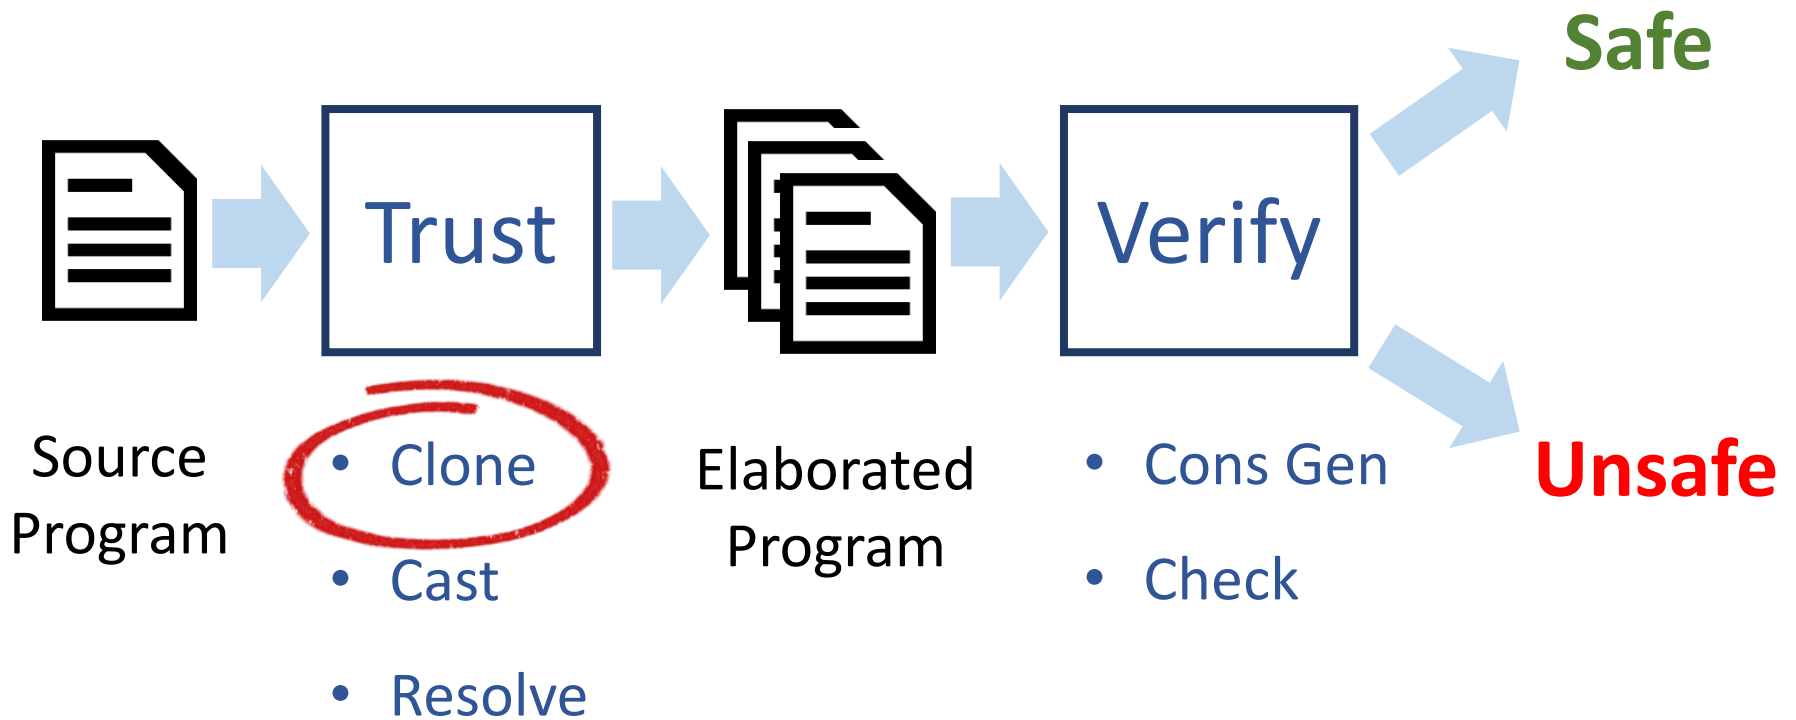 Safe
Trust
Verify
Source
Program
• Clone
• Cast
• Resolve
Elaborated
Program
• Cons Gen
• Check
Unsafe